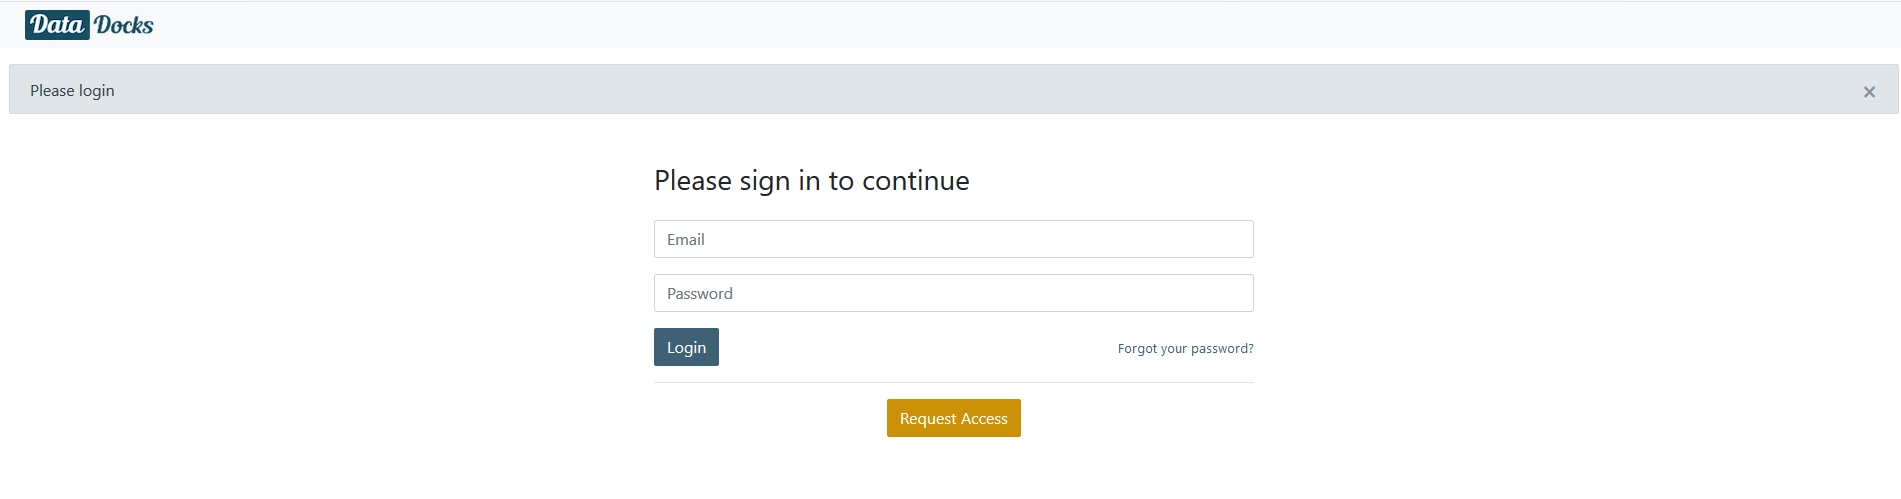 Data Docks
Please login
×
Please sign in to continue
Email
Password
Login
Forgot your password?
Request Access